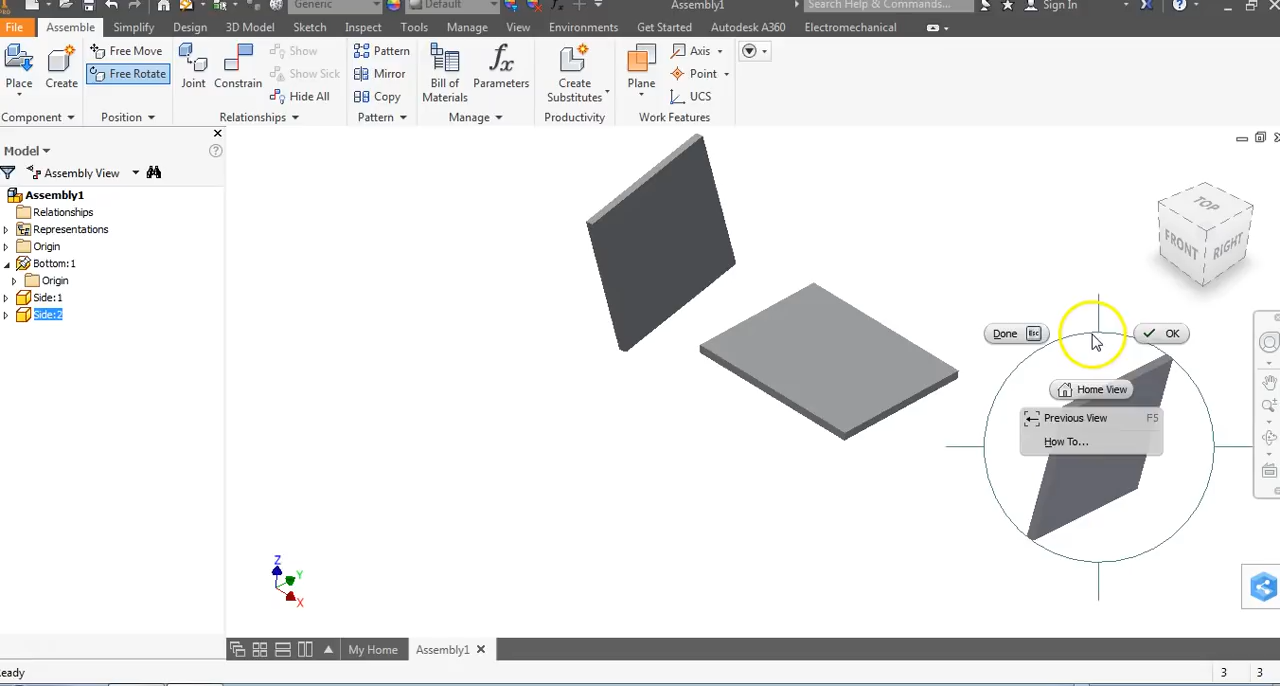 Generic
Default
Assembly1
Search Help & Commands...
Sign In
File
Assemble
Simplify
Design
3D Model
Sketch
Inspect
Tools
Manage
View
Environments
Get Started
Autodesk A360
Electromechanical
Place
Create
Free Move
Free Rotate
Joint
Constrain
Show
Show Sick
Hide All
Pattern
Mirror
Copy
Bill of
Materials
Parameters
Create
Substitutes
Plane
Axis
Point
UCS
Component
Position
Relationships
Pattern
Manage
Productivity
Work Features
Model
Assembly View
Assembly1
Relationships
Representations
Origin
Bottom:1
Origin
Side:1
Side:2
TOP
FRONT
RIGHT
Done Esc
OK
Home View
Previous View F5
How To...
Z
Y
X
My Home
Assembly1
eady
3
3